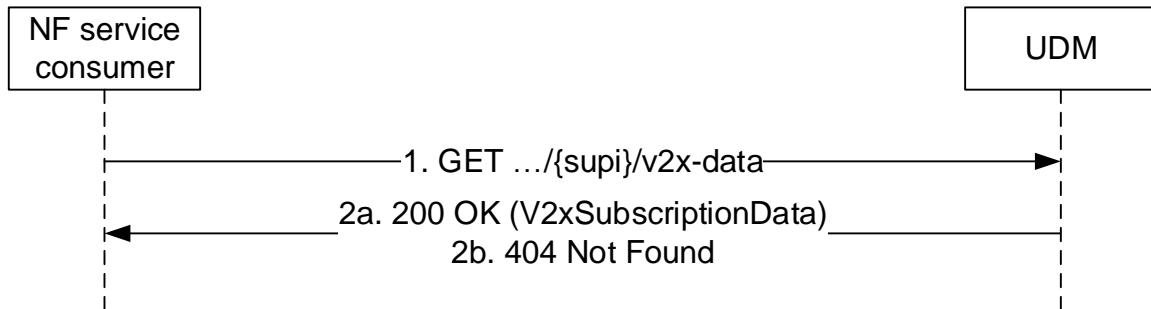 NF service
consumer
UDM
1. GET …/{supi}/v2x-data
2a. 200 OK (V2xSubscriptionData)
2b. 404 Not Found